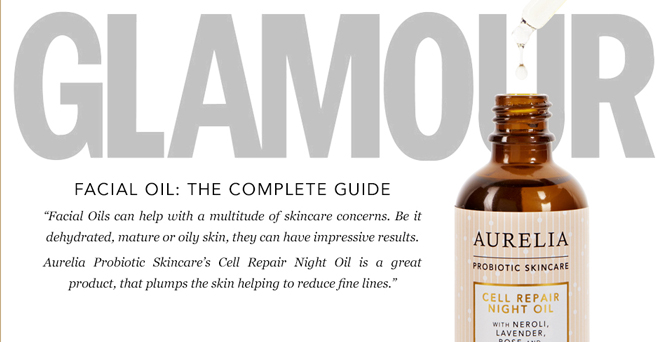 GLAMOUR
FACIAL OIL: THE COMPLETE GUIDE
“Facial Oils can help with a multitude of skincare concerns. Be it
dehydrated, mature or oily skin, they can have impressive results.
Aurelia Probiotic Skincare’s Cell Repair Night Oil is a great
product, that plumps the skin helping to reduce fine lines.”
AURELIA
PROBIOTIC SKINCARE
CELL REPAIR
NIGHT OIL
WITH NEROLI,
LAVENDER,
ROSE AND